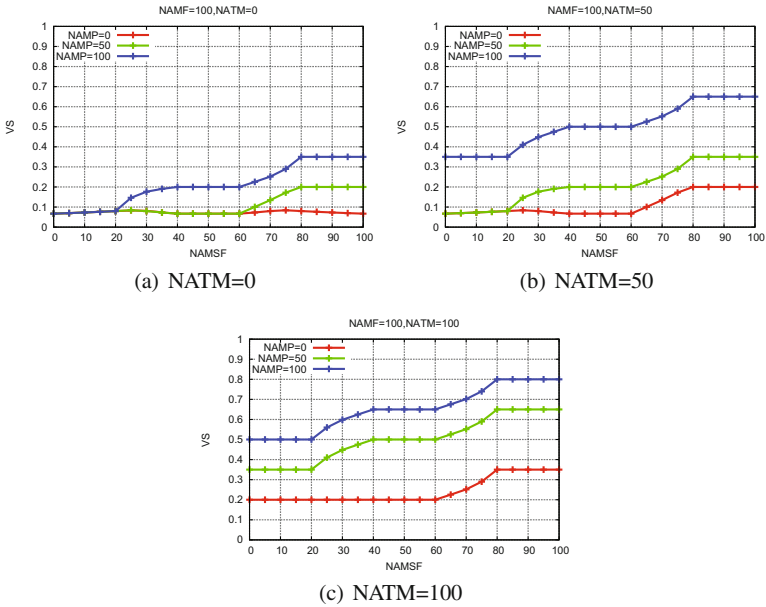 NAMF=100,NATM=0
NAMP=0
NAMP=50
NAMP=100
VS
1
0.9
0.8
0.7
0.6
0.5
0.4
0.3
0.2
0.1
0
0 10 20 30 40 50 60 70 80 90 100
NAMSF
(a) NATM=0
NAMF=100,NATM=50
NAMP=0
NAMP=50
NAMP=100
VS
1
0.9
0.8
0.7
0.6
0.5
0.4
0.3
0.2
0.1
0
0 10 20 30 40 50 60 70 80 90 100
NAMSF
(b) NATM=50
NAMF=100,NATM=100
NAMP=0
NAMP=50
NAMP=100
VS
1
0.9
0.8
0.7
0.6
0.5
0.4
0.3
0.2
0.1
0
0 10 20 30 40 50 60 70 80 90 100
NAMSF
(c) NATM=100